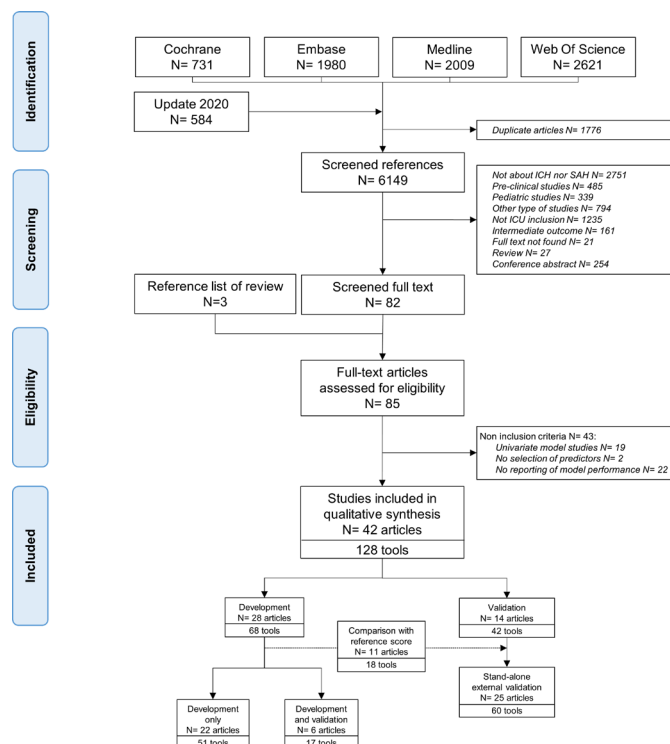 Identification
Cochrane
N= 731
Embase
N= 1980
Medline
N= 2009
Web Of Science
N= 2621
Update 2020
N= 584
Duplicate articles N= 1776
Screened references
N= 6149
Screening
Not about ICH nor SAH N= 2751
Pre-clinical studies N= 485
Pediatric studies N= 339
Other type of studies N= 794
Not ICU inclusion N= 1235
Intermediate outcome N= 161
Full text not found N= 21
Review N= 27
Conference abstract N= 254
Reference list of review
N=3
Screened full text
N= 82
Eligibility
Full-text articles
assessed for eligibility
N= 85
Non inclusion criteria N= 43:
Univariate model studies N= 19
No selection of predictors N= 2
No reporting of model performance N= 22
Included
Studies included in
qualitative synthesis
N= 42 articles
128 tools
Development
N= 28 articles
68 tools
Validation
N= 14 articles
42 tools
Comparison with
reference score
N= 11 articles
18 tools
Stand-alone
external validation
N= 25 articles
60 tools
Development
only
N= 22 articles
51 tools
Development
and validation
N= 6 articles
17 tools